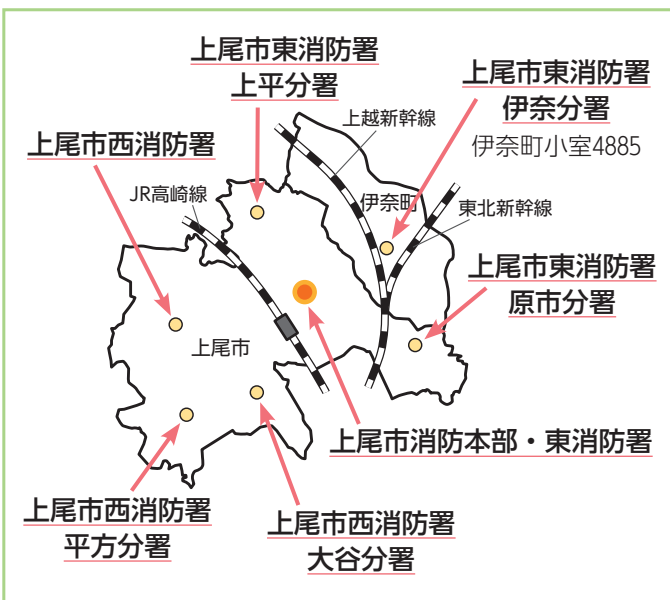 上尾市東消防署
上平分署
上尾市東消防署
伊奈分署
伊奈町小室4885
上越新幹線
上尾市西消防署
JR高崎線
伊奈町
東北新幹線
上尾市東消防署
原市分署
上尾市
上尾市消防本部・東消防署
上尾市西消防署
平方分署
上尾市西消防署
大谷分署